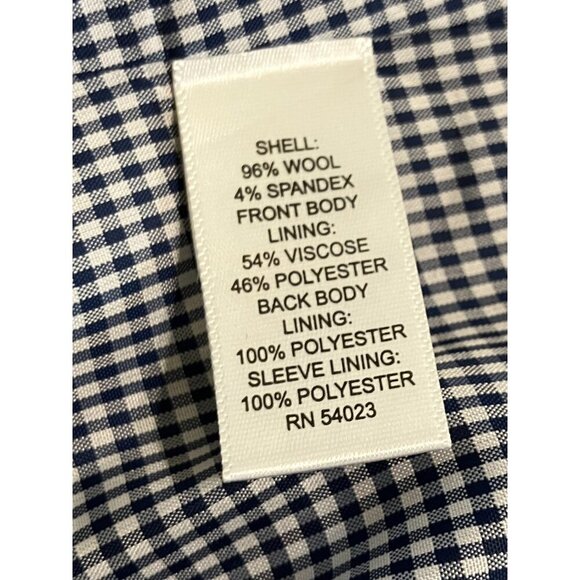 SHELL:
96% WOOL
4% SPANDEX
FRONT BODY
LINING:
54% VISCOSE
46% POLYESTER
BACK BODY
LINING:
100% POLYESTER
SLEEVE LINING:
100% POLYESTER
RN 54023